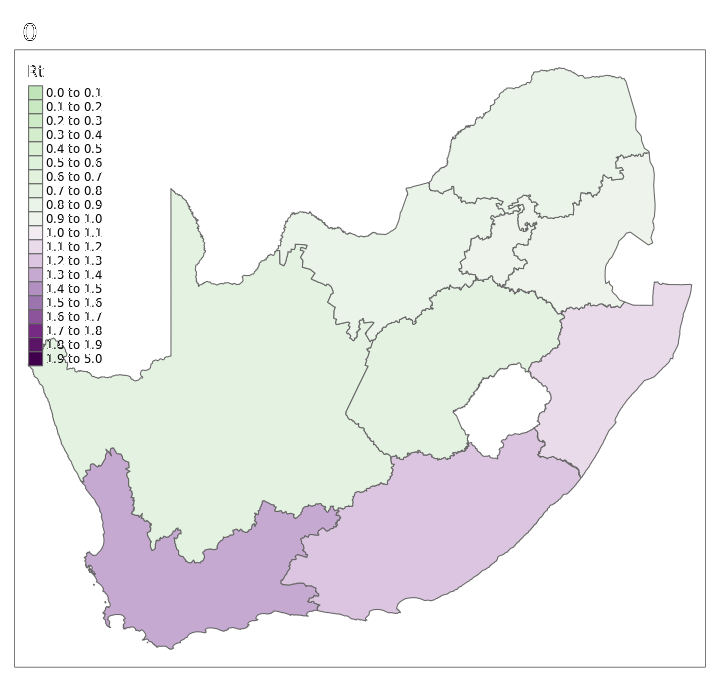 0
Rt
0.0 to 0.1
0.1 to 0.2
0.2 to 0.3
0.3 to 0.4
0.4 to 0.5
0.5 to 0.6
0.6 to 0.7
0.7 to 0.8
0.8 to 0.9
0.9 to 1.0
1.0 to 1.1
1.1 to 1.2
1.2 to 1.3
1.3 to 1.4
1.4 to 1.5
1.5 to 1.6
1.6 to 1.7
1.7 to 1.8
1.8 to 1.9
1.9 to 5.0